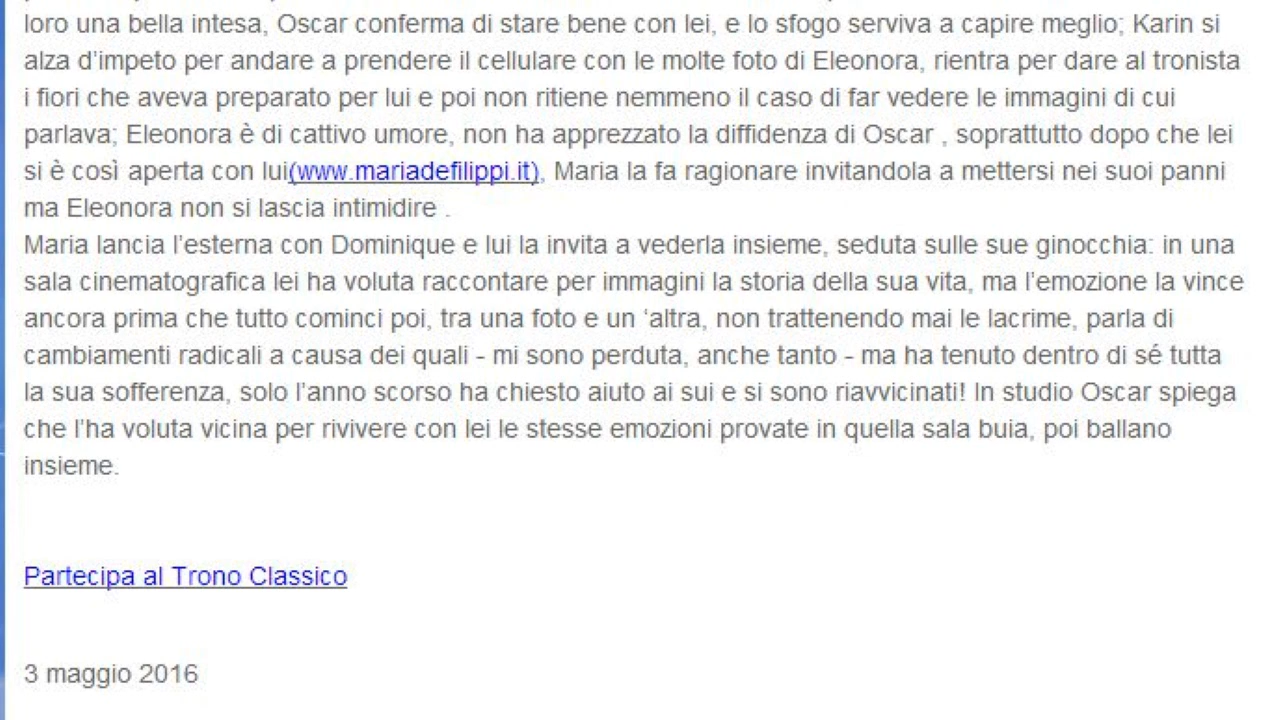 loro una bella intesa, Oscar conferma di stare bene con lei, e lo sfogo serviva a capire meglio; Karin si
alza d’impeto per andare a prendere il cellulare con le molte foto di Eleonora, rientra per dare al tronista
i fiori che aveva preparato per lui e poi non ritiene nemmeno il caso di far vedere le immagini di cui
parlava; Eleonora è di cattivo umore, non ha apprezzato la diffidenza di Oscar , soprattutto dopo che lei
si è così aperta con lui(www.mariadefilippi.it), Maria la fa ragionare invitandola a mettersi nei suoi panni
ma Eleonora non si lascia intimidire .
Maria lancia l’esterna con Dominique e lui la invita a vederla insieme, seduta sulle sue ginocchia: in una
sala cinematografica lei ha voluta raccontare per immagini la storia della sua vita, ma l’emozione la vince
ancora prima che tutto cominci poi, tra una foto e un ‘altra, non trattenendo mai le lacrime, parla di
cambiamenti radicali a causa dei quali - mi sono perduta, anche tanto - ma ha tenuto dentro di sé tutta
la sua sofferenza, solo l’anno scorso ha chiesto aiuto ai sui e si sono riavvicinati! In studio Oscar spiega
che l’ha voluta vicina per rivivere con lei le stesse emozioni provate in quella sala buia, poi ballano
insieme.
Partecipa al Trono Classico
3 maggio 2016